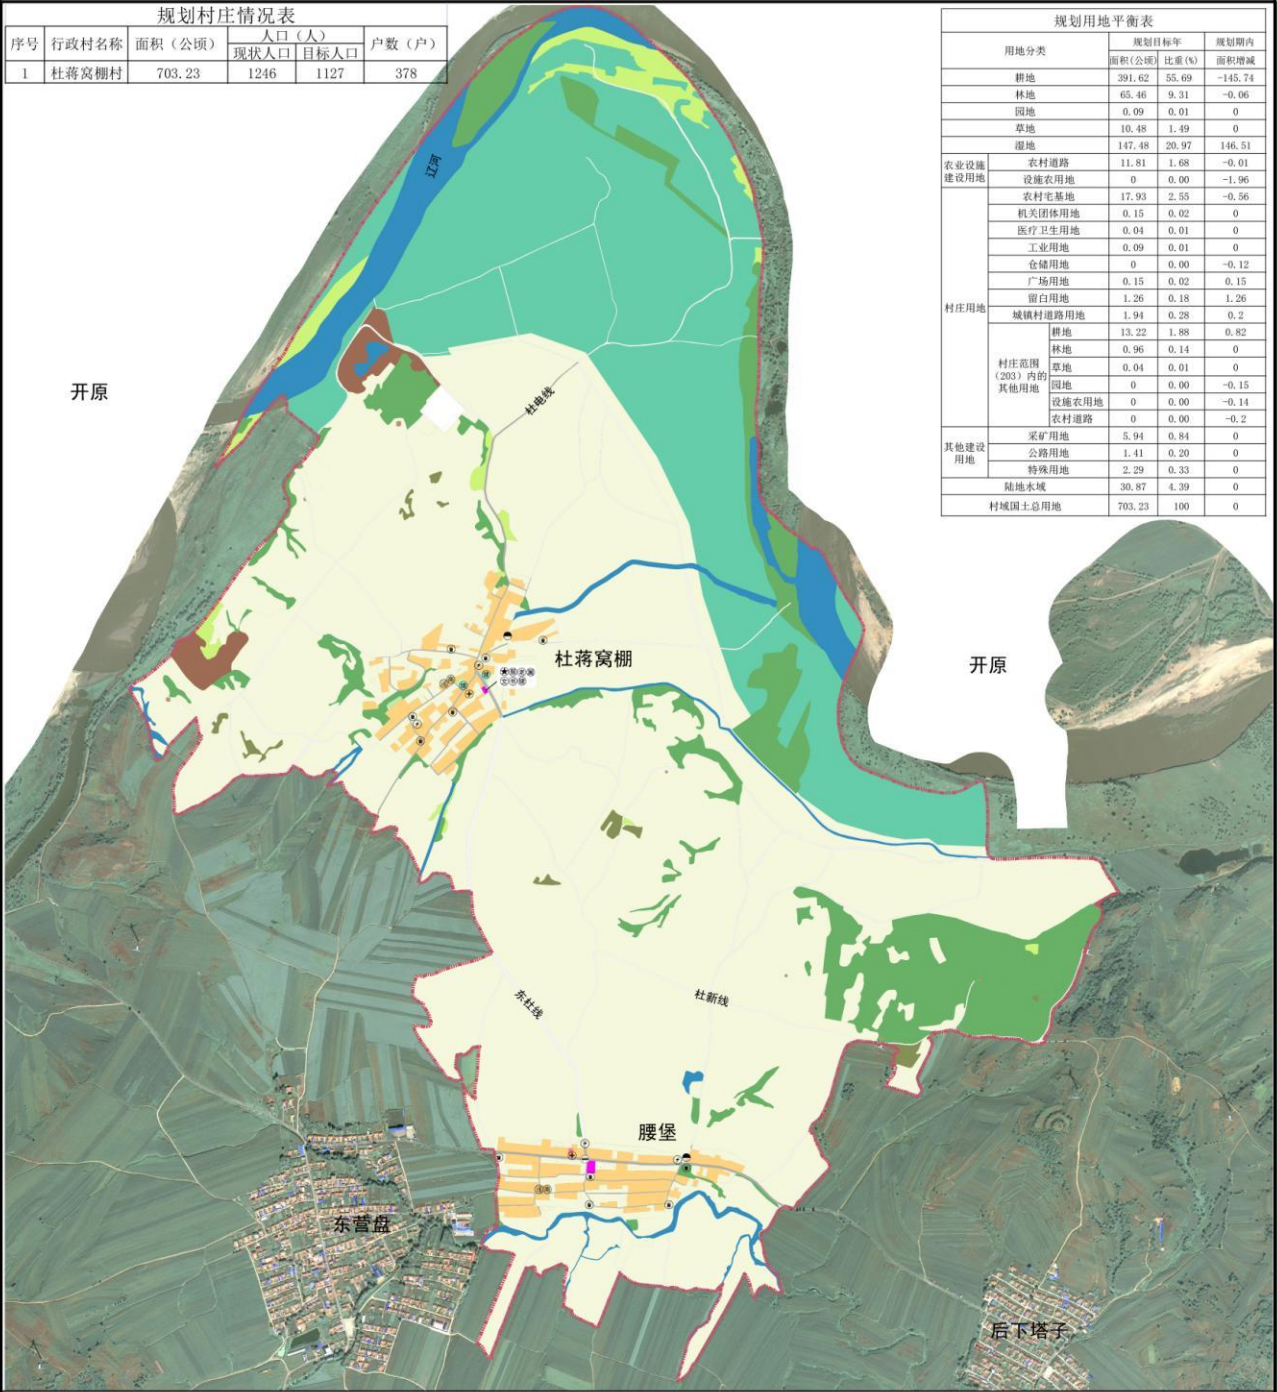 规划村庄情况表
序号 行政村名称 面积（公顷） 人口（人） 户数（户）
现状人口 目标人口
1 杜蒋窝棚村 703.23 1246 1127 378
规划用地平衡表
用地分类 规划目标年 规划期内
面积(公顷) 比重(%) 面积增减
耕地 391.62 55.69 -145.74
林地 65.46 9.31 -0.06
园地 0.09 0.01 0
草地 10.48 1.49 0
湿地 147.48 20.97 146.51
农业设施建设用地 农村道路 11.81 1.68 -0.01
设施农用地 0 0.00 -1.96
村庄用地 农村宅基地 17.93 2.55 -0.56
机关团体用地 0.15 0.02 0
医疗卫生用地 0.04 0.01 0
工业用地 0.09 0.01 0
仓储用地 0 0.00 -0.12
广场用地 0.15 0.02 0.15
留白用地 1.26 0.18 1.26
城镇村道路用地 1.94 0.28 0.2
村庄范围（203）内的其他用地 耕地 13.22 1.88 0.82
林地 0.96 0.14 0
草地 0.04 0.01 0
园地 0 0.00 -0.15
设施农用地 0 0.00 -0.14
农村道路 0 0.00 -0.2
其他建设用地 采矿用地 5.94 0.84 0
公路用地 1.41 0.20 0
特殊用地 2.29 0.33 0
陆地水域 30.87 4.39 0
村域国土总用地 703.23 100 0
辽河
开原
杜电线
杜蒋窝棚
开原
东杜线
杜新线
腰堡
东营盘
后下塔子